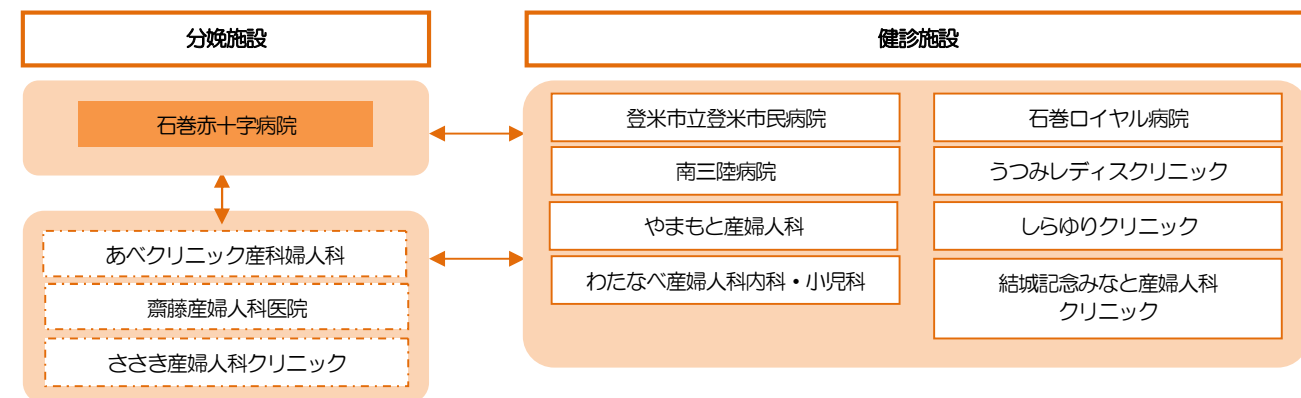 分娩施設
石巻赤十字病院
あべクリニック産科婦人科
齋藤産婦人科医院
ささき産婦人科クリニック
健診施設
登米市立登米市民病院
南三陸病院
やまもと産婦人科
わたなべ産婦人科内科・小児科
石巻ロイヤル病院
うつみレディスクリニック
しらゆりクリニック
結城記念みなと産婦人科
クリニック